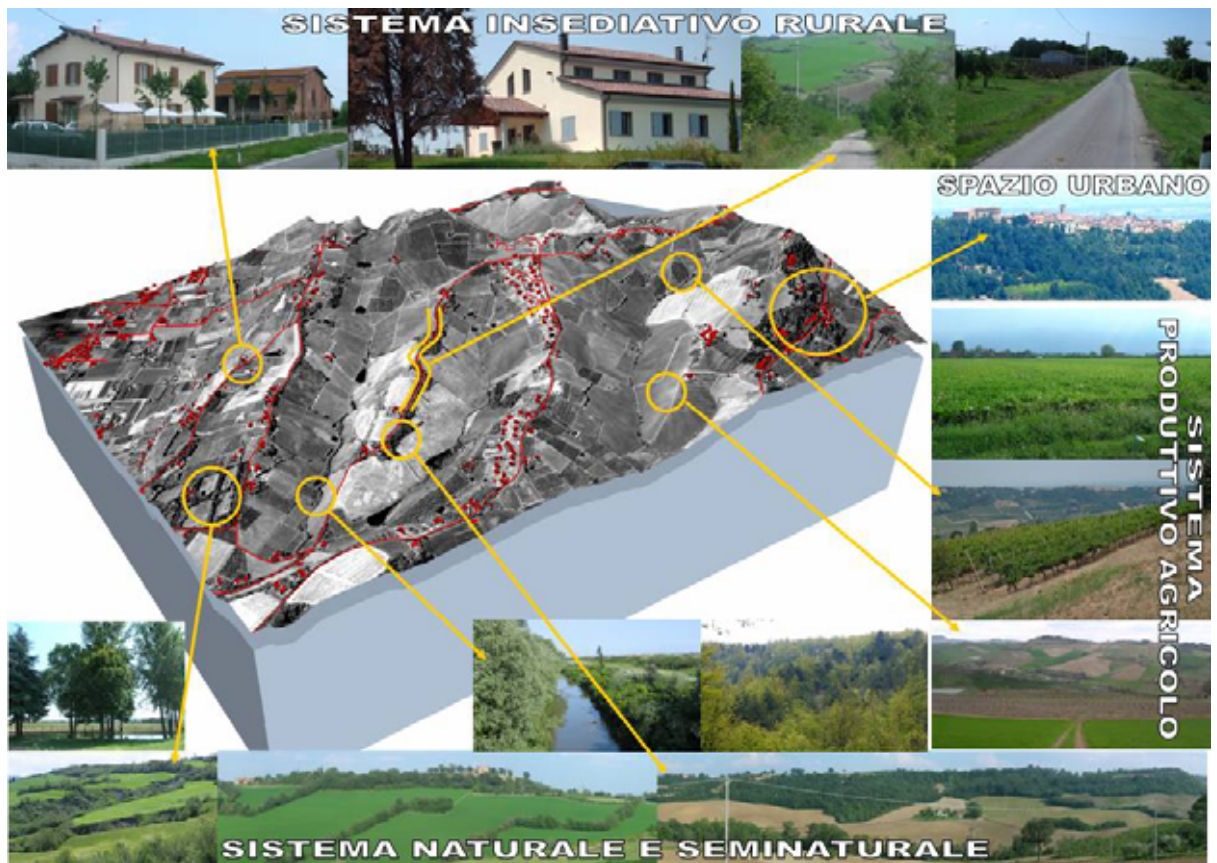 SISTEMA INSEDIATIVO RURALE
SPAZIO URBANO
SISTEMA
PRODUTTIVO AGRICOLO
SISTEMA NATURALE E SEMINATURALE